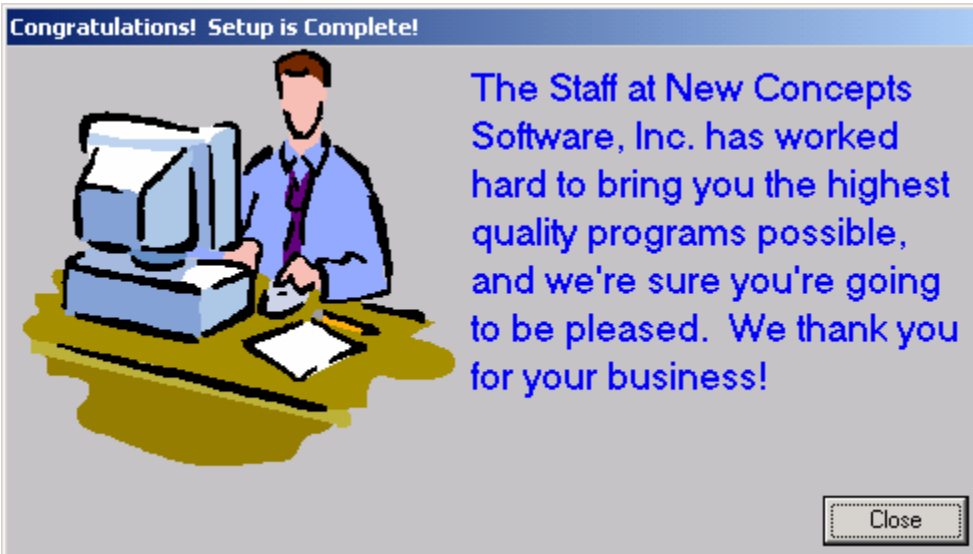 Congratulations!  Setup is Complete!
The Staff at New Concepts
Software, Inc. has worked
hard to bring you the highest
quality programs possible,
and we're sure you're going
to be pleased.  We thank you
for your business!
Close